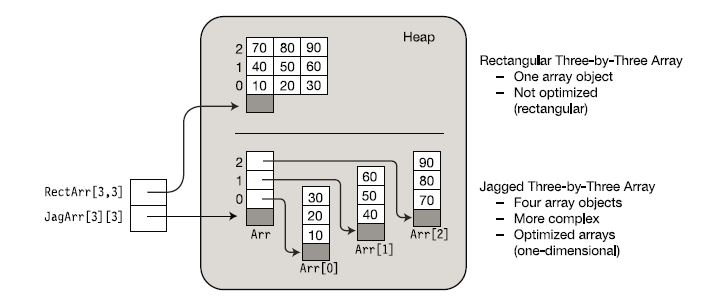 Heap
2 70 80 90
1 40 50 60
0 10 20 30
Rectangular Three-by-Three Array
– One array object
– Not optimized
(rectangular)
RectArr[3,3]
JagArr[3][3]
2
1
0
Arr
30
20
10
Arr[0]
60
50
40
Arr[1]
90
80
70
Arr[2]
Jagged Three-by-Three Array
– Four array objects
– More complex
– Optimized arrays
(one-dimensional)